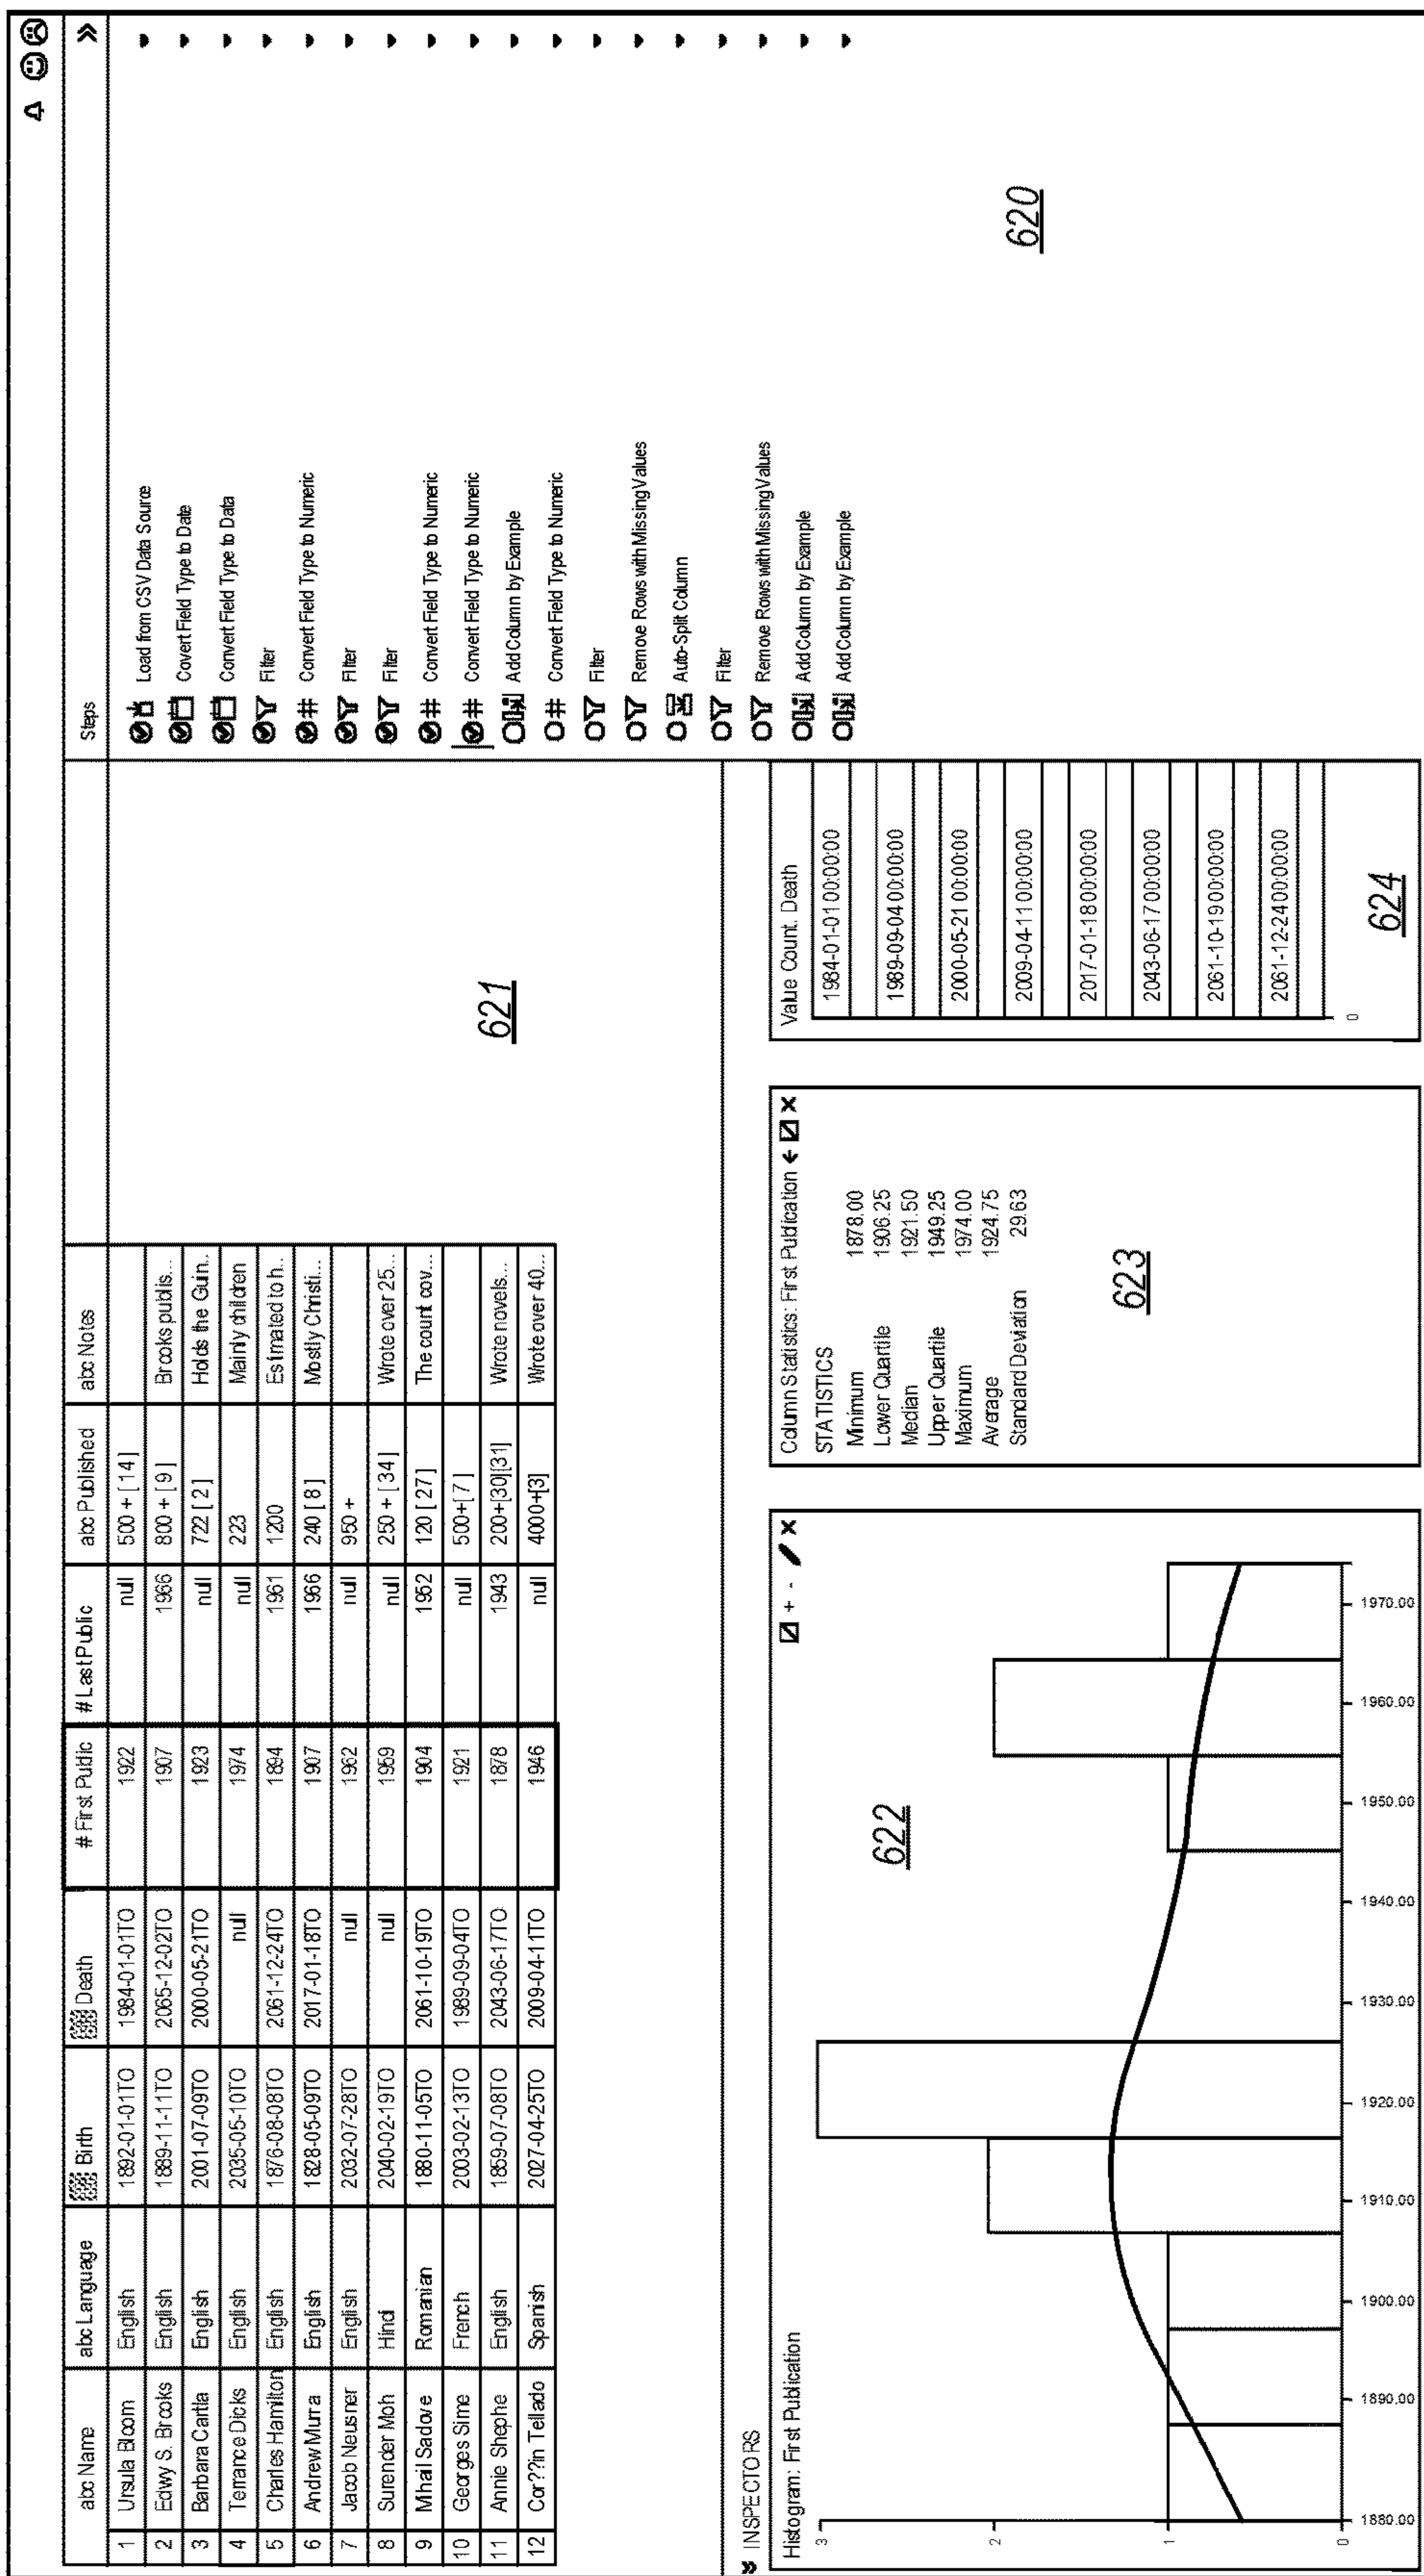 abc Name abc Language Birth Death # First Public # Last Public abc Published abc Notes
1 Ursula Bloom English 1892-01-01TO 1984-01-01TO 1922 null 500 + [ 14 ]
2 Edwy S. Brooks English 1889-11-11TO 2065-12-02TO 1907 1966 800 + [ 9 ] Brooks publis...
3 Barbara Cartla English 2001-07-09TO 2000-05-21TO 1923 null 722 [ 2 ] Holds the Guin..
4 Terrance Dicks English 2035-05-10TO null 1974 null 223 Mainly children
5 Charles Hamilton English 1876-08-08TO 2061-12-24TO 1894 1961 1200 Estimated to h..
6 Andrew Murra English 1828-05-09TO 2017-01-18TO 1907 1966 240 [ 8 ] Mostly Christi...
7 Jacob Neusner English 2032-07-28TO null 1962 null 950 +
8 Surender Moh Hindi 2040-02-19TO null 1959 null 250 + [ 34 ] Wrote over 25...
9 Mihail Sadove Romanian 1880-11-05TO 2061-10-19TO 1904 1952 120 [ 27 ] The count cov...
10 Georges Sime French 2003-02-13TO 1989-09-04TO 1921 null 500+[ 7 ]
11 Annie Shephe English 1859-07-08TO 2043-06-17TO 1878 1943 200+[30][31] Wrote novels...
12 Cor??in Tellado Spanish 2027-04-25TO 2009-04-11TO 1946 null 4000+[3] Wrote over 40...
621
Steps »
Load from CSV Data Source
Covert Field Type to Date
Convert Field Type to Data
Filter
# Convert Field Type to Numeric
Filter
Filter
# Convert Field Type to Numeric
# Convert Field Type to Numeric
Add Column by Example
# Convert Field Type to Numeric
Filter
Remove Rows with Missing Values
Auto-Split Column
Filter
Remove Rows with Missing Values
Add Column by Example
Add Column by Example
620
INSPECTORS
Histogram: First Publication + - x
3
2
1
0
1880.00 1890.00 1900.00 1910.00 1920.00 1930.00 1940.00 1950.00 1960.00 1970.00
622
Column Statistics: First Publication x
STATISTICS
Minimum 1878.00
Lower Quartile 1906.25
Median 1921.50
Upper Quartile 1949.25
Maximum 1974.00
Average 1924.75
Standard Deviation 29.63
623
Value Count. Death
1984-01-01 00:00:00
1989-09-04 00:00:00
2000-05-21 00:00:00
2009-04-11 00:00:00
2017-01-18 00:00:00
2043-06-17 00:00:00
2061-10-19 00:00:00
2061-12-24 00:00:00
0
624